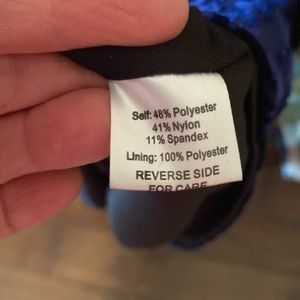 Self: 48% Polyester
41% Nylon
11% Spandex
Lining: 100% Polyester
REVERSE SIDE
FOR CARE